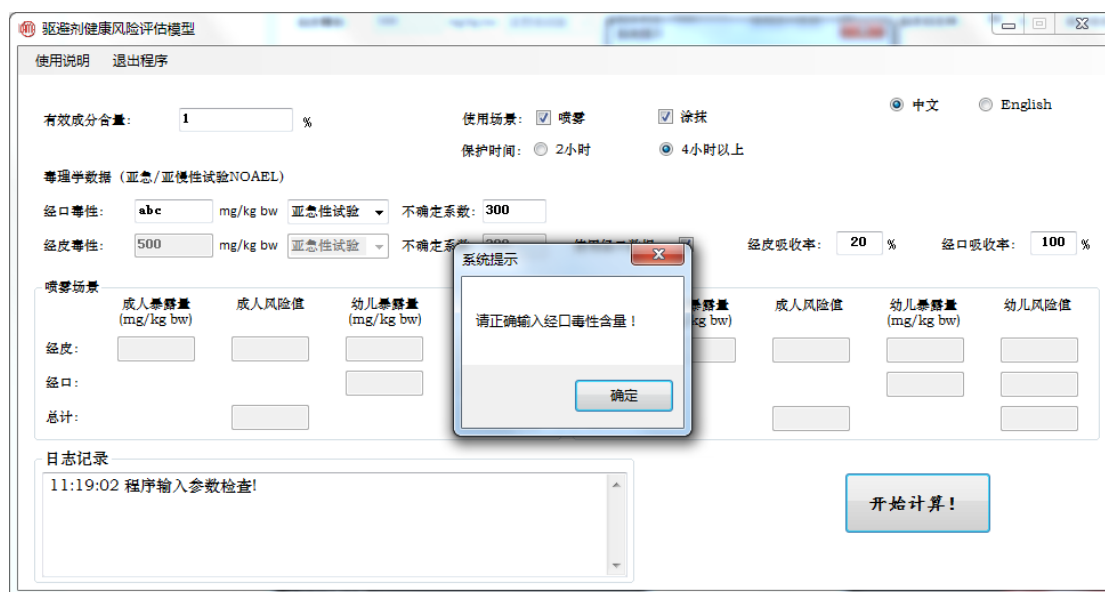 驱避剂健康风险评估模型
使用说明 退出程序
中文 English
有效成分含量: 1 % 使用场景: 喷雾 涂抹
保护时间: 2小时 4小时以上
毒理学数据 (亚急/亚慢性试验NOAEL)
经口毒性: abc mg/kg bw 亚急性试验 不确定系数: 300
经皮毒性: 500 mg/kg bw 亚急性试验 不确定系 经皮吸收率: 20 % 经口吸收率: 100 %
系统提示
请正确输入经口毒性含量！
确定
喷雾场景
成人暴露量 成人风险值 幼儿暴露量 暴露量 成人风险值 幼儿暴露量 幼儿风险值
(mg/kg bw) (mg/kg bw) kg bw) (mg/kg bw)
经皮:
经口:
总计:
日志记录
11:19:02 程序输入参数检查!
开始计算!